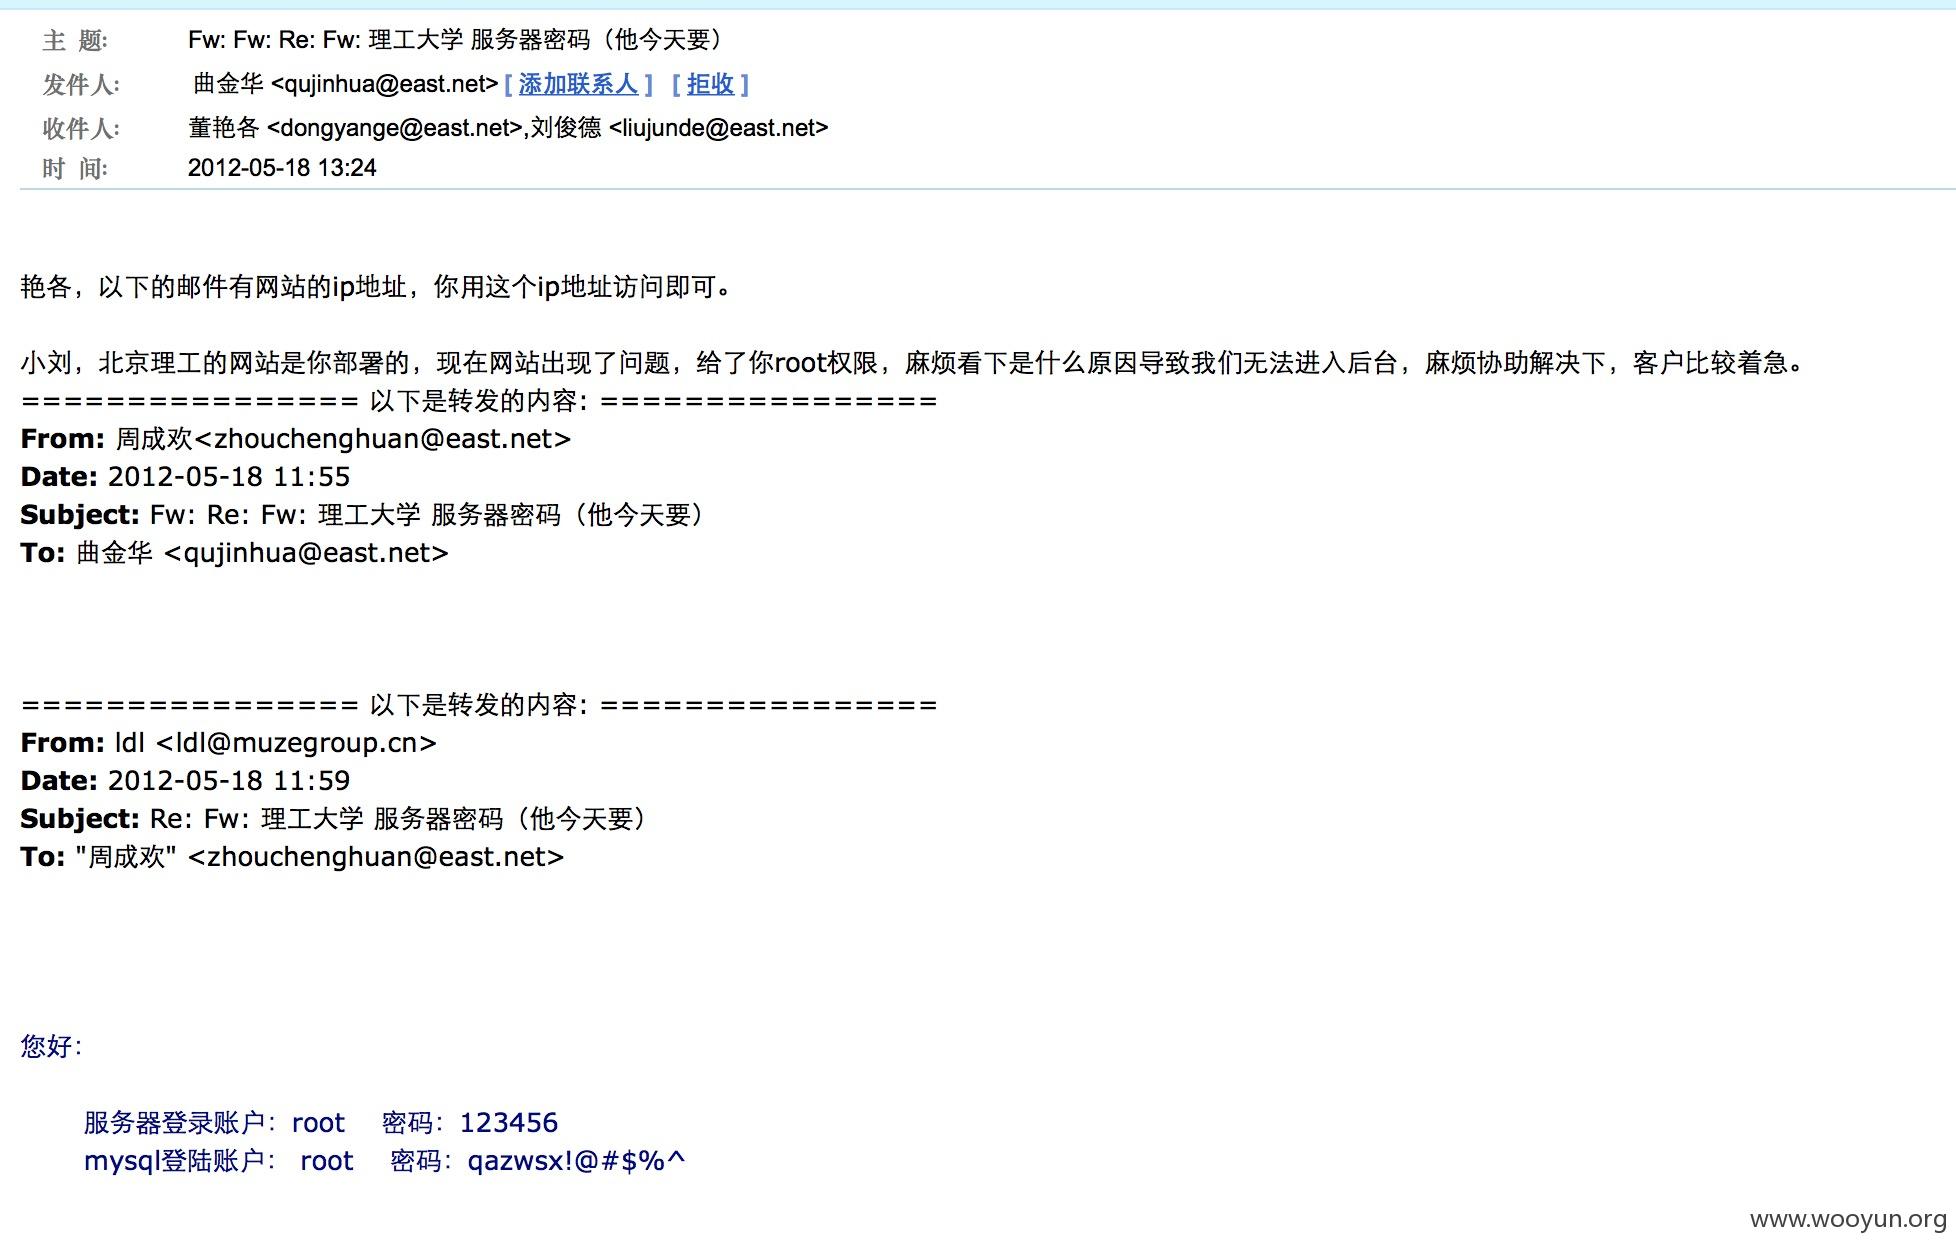 主 题: Fw: Fw: Re: Fw: 理工大学 服务器密码（他今天要）
发件人: 曲金华 <qujinhua@east.net> [ 添加联系人 ] [ 拒收 ]
收件人: 董艳各 <dongyange@east.net>,刘俊德 <liujunde@east.net>
时 间: 2012-05-18 13:24
艳各，以下的邮件有网站的ip地址，你用这个ip地址访问即可。
小刘，北京理工的网站是你部署的，现在网站出现了问题，给了你root权限，麻烦看下是什么原因导致我们无法进入后台，麻烦协助解决下，客户比较着急。
================ 以下是转发的内容: ================
From: 周成欢<zhouchenghuan@east.net>
Date: 2012-05-18 11:55
Subject: Fw: Re: Fw: 理工大学 服务器密码（他今天要）
To: 曲金华 <qujinhua@east.net>
================ 以下是转发的内容: ================
From: ldl <ldl@muzegroup.cn>
Date: 2012-05-18 11:59
Subject: Re: Fw: 理工大学 服务器密码（他今天要）
To: "周成欢" <zhouchenghuan@east.net>
您好：
服务器登录账户：root 密码：123456
mysql登陆账户： root 密码：qazwsx!@#$%^
www.wooyun.org